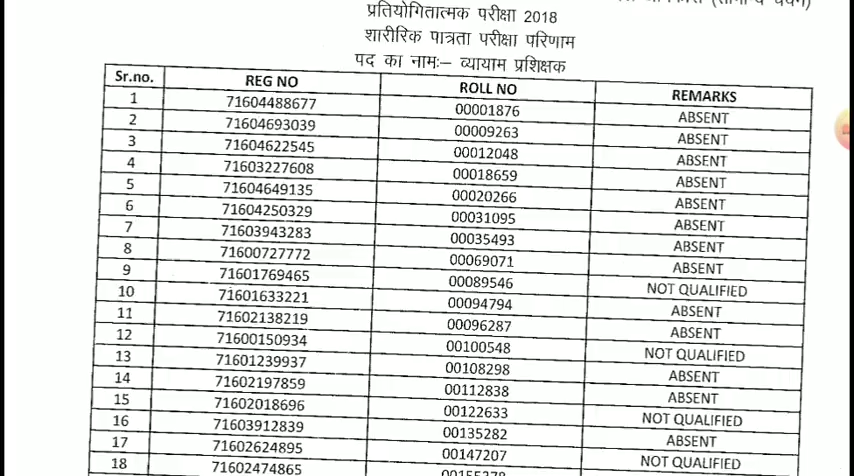 प्रतियोगितात्मक परीक्षा 2018
शारीरिक पात्रता परीक्षा परिणाम
पद का नामः– व्यायाम प्रशिक्षक
Sr.no. REG NO ROLL NO REMARKS
1 71604488677 00001876 ABSENT
2 71604693039 00009263 ABSENT
3 71604622545 00012048 ABSENT
4 71603227608 00018659 ABSENT
5 71604649135 00020266 ABSENT
6 71604250329 00031095 ABSENT
7 71603943283 00035493 ABSENT
8 71600727772 00069071 ABSENT
9 71601769465 00089546 NOT QUALIFIED
10 71601633221 00094794 ABSENT
11 71602138219 00096287 ABSENT
12 71600150934 00100548 NOT QUALIFIED
13 71601239937 00108298 ABSENT
14 71602197859 00112838 ABSENT
15 71602018696 00122633 NOT QUALIFIED
16 71603912839 00135282 ABSENT
17 71602624895 00147207 NOT QUALIFIED
18 71602474865